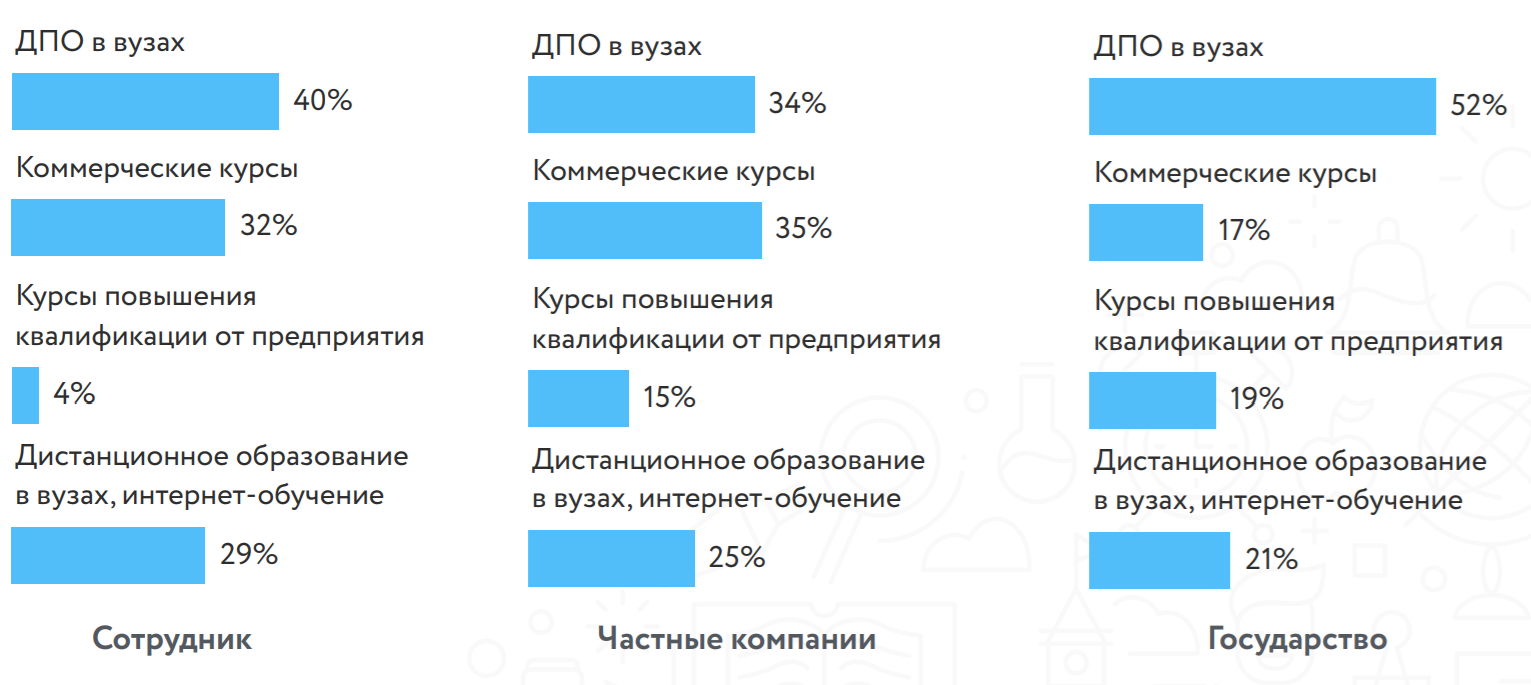 ДПО в вузах
40%
Коммерческие курсы
32%
Курсы повышения
квалификации от предприятия
4%
Дистанционное образование
в вузах, интернет-обучение
29%
Сотрудник
ДПО в вузах
34%
Коммерческие курсы
35%
Курсы повышения
квалификации от предприятия
15%
Дистанционное образование
в вузах, интернет-обучение
25%
Частные компании
ДПО в вузах
52%
Коммерческие курсы
17%
Курсы повышения
квалификации от предприятия
19%
Дистанционное образование
в вузах, интернет-обучение
21%
Государство